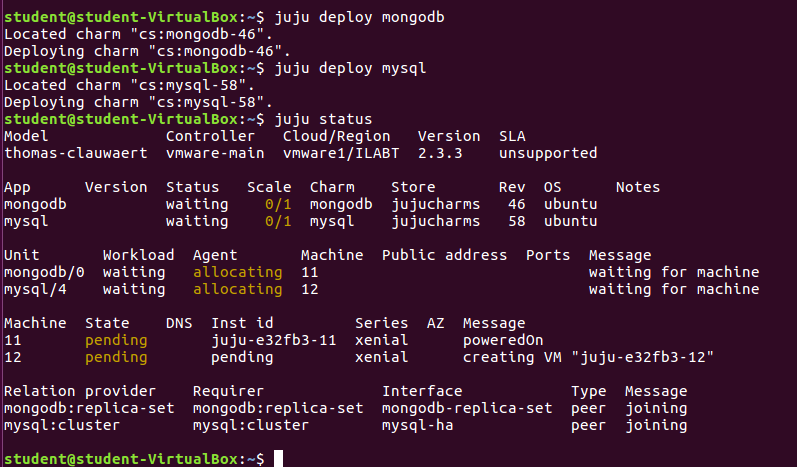 student@student-VirtualBox:~$ juju deploy mongodb
Located charm "cs:mongodb-46".
Deploying charm "cs:mongodb-46".
student@student-VirtualBox:~$ juju deploy mysql
Located charm "cs:mysql-58".
Deploying charm "cs:mysql-58".
student@student-VirtualBox:~$ juju status
Model Controller Cloud/Region Version SLA
thomas-clauwaert vmware-main vmware1/ILABT 2.3.3 unsupported
App Version Status Scale Charm Store Rev OS Notes
mongodb waiting 0/1 mongodb jujucharms 46 ubuntu
mysql waiting 0/1 mysql jujucharms 58 ubuntu
Unit Workload Agent Machine Public address Ports Message
mongodb/0 waiting allocating 11 waiting for machine
mysql/4 waiting allocating 12 waiting for machine
Machine State DNS Inst id Series AZ Message
11 pending juju-e32fb3-11 xenial poweredOn
12 pending pending xenial creating VM "juju-e32fb3-12"
Relation provider Requirer Interface Type Message
mongodb:replica-set mongodb:replica-set mongodb-replica-set peer joining
mysql:cluster mysql:cluster mysql-ha peer joining
student@student-VirtualBox:~$